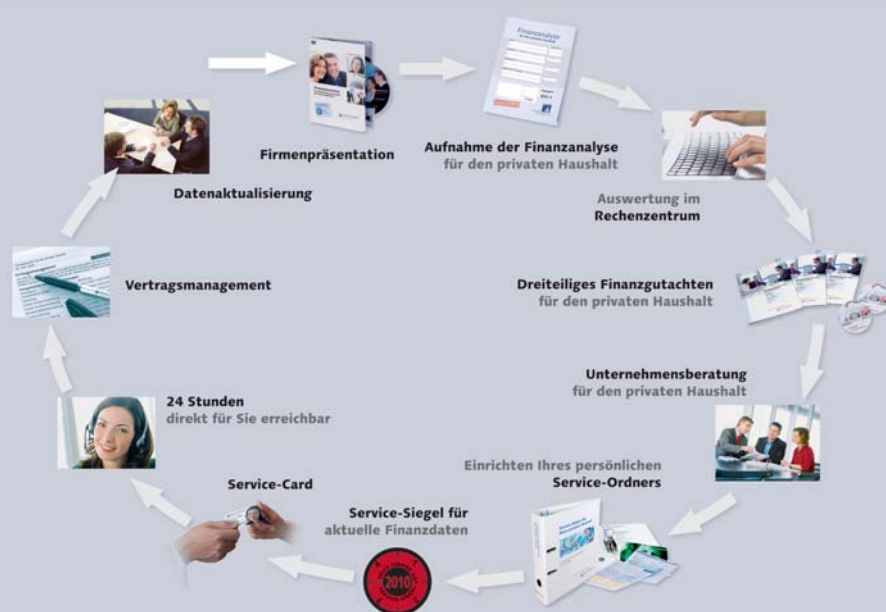 Firmenpräsentation
Finanzanalyse
Aufnahme der Finanzanalyse
für den privaten Haushalt
Auswertung im
Rechenzentrum
Dreiteiliges Finanzgutachten
für den privaten Haushalt
Unternehmensberatung
für den privaten Haushalt
Einrichten Ihres persönlichen
Service-Ordners
Service-Siegel für
aktuelle Finanzdaten
2010
Service-Card
24 Stunden
direkt für Sie erreichbar
Vertragsmanagement
Datenaktualisierung